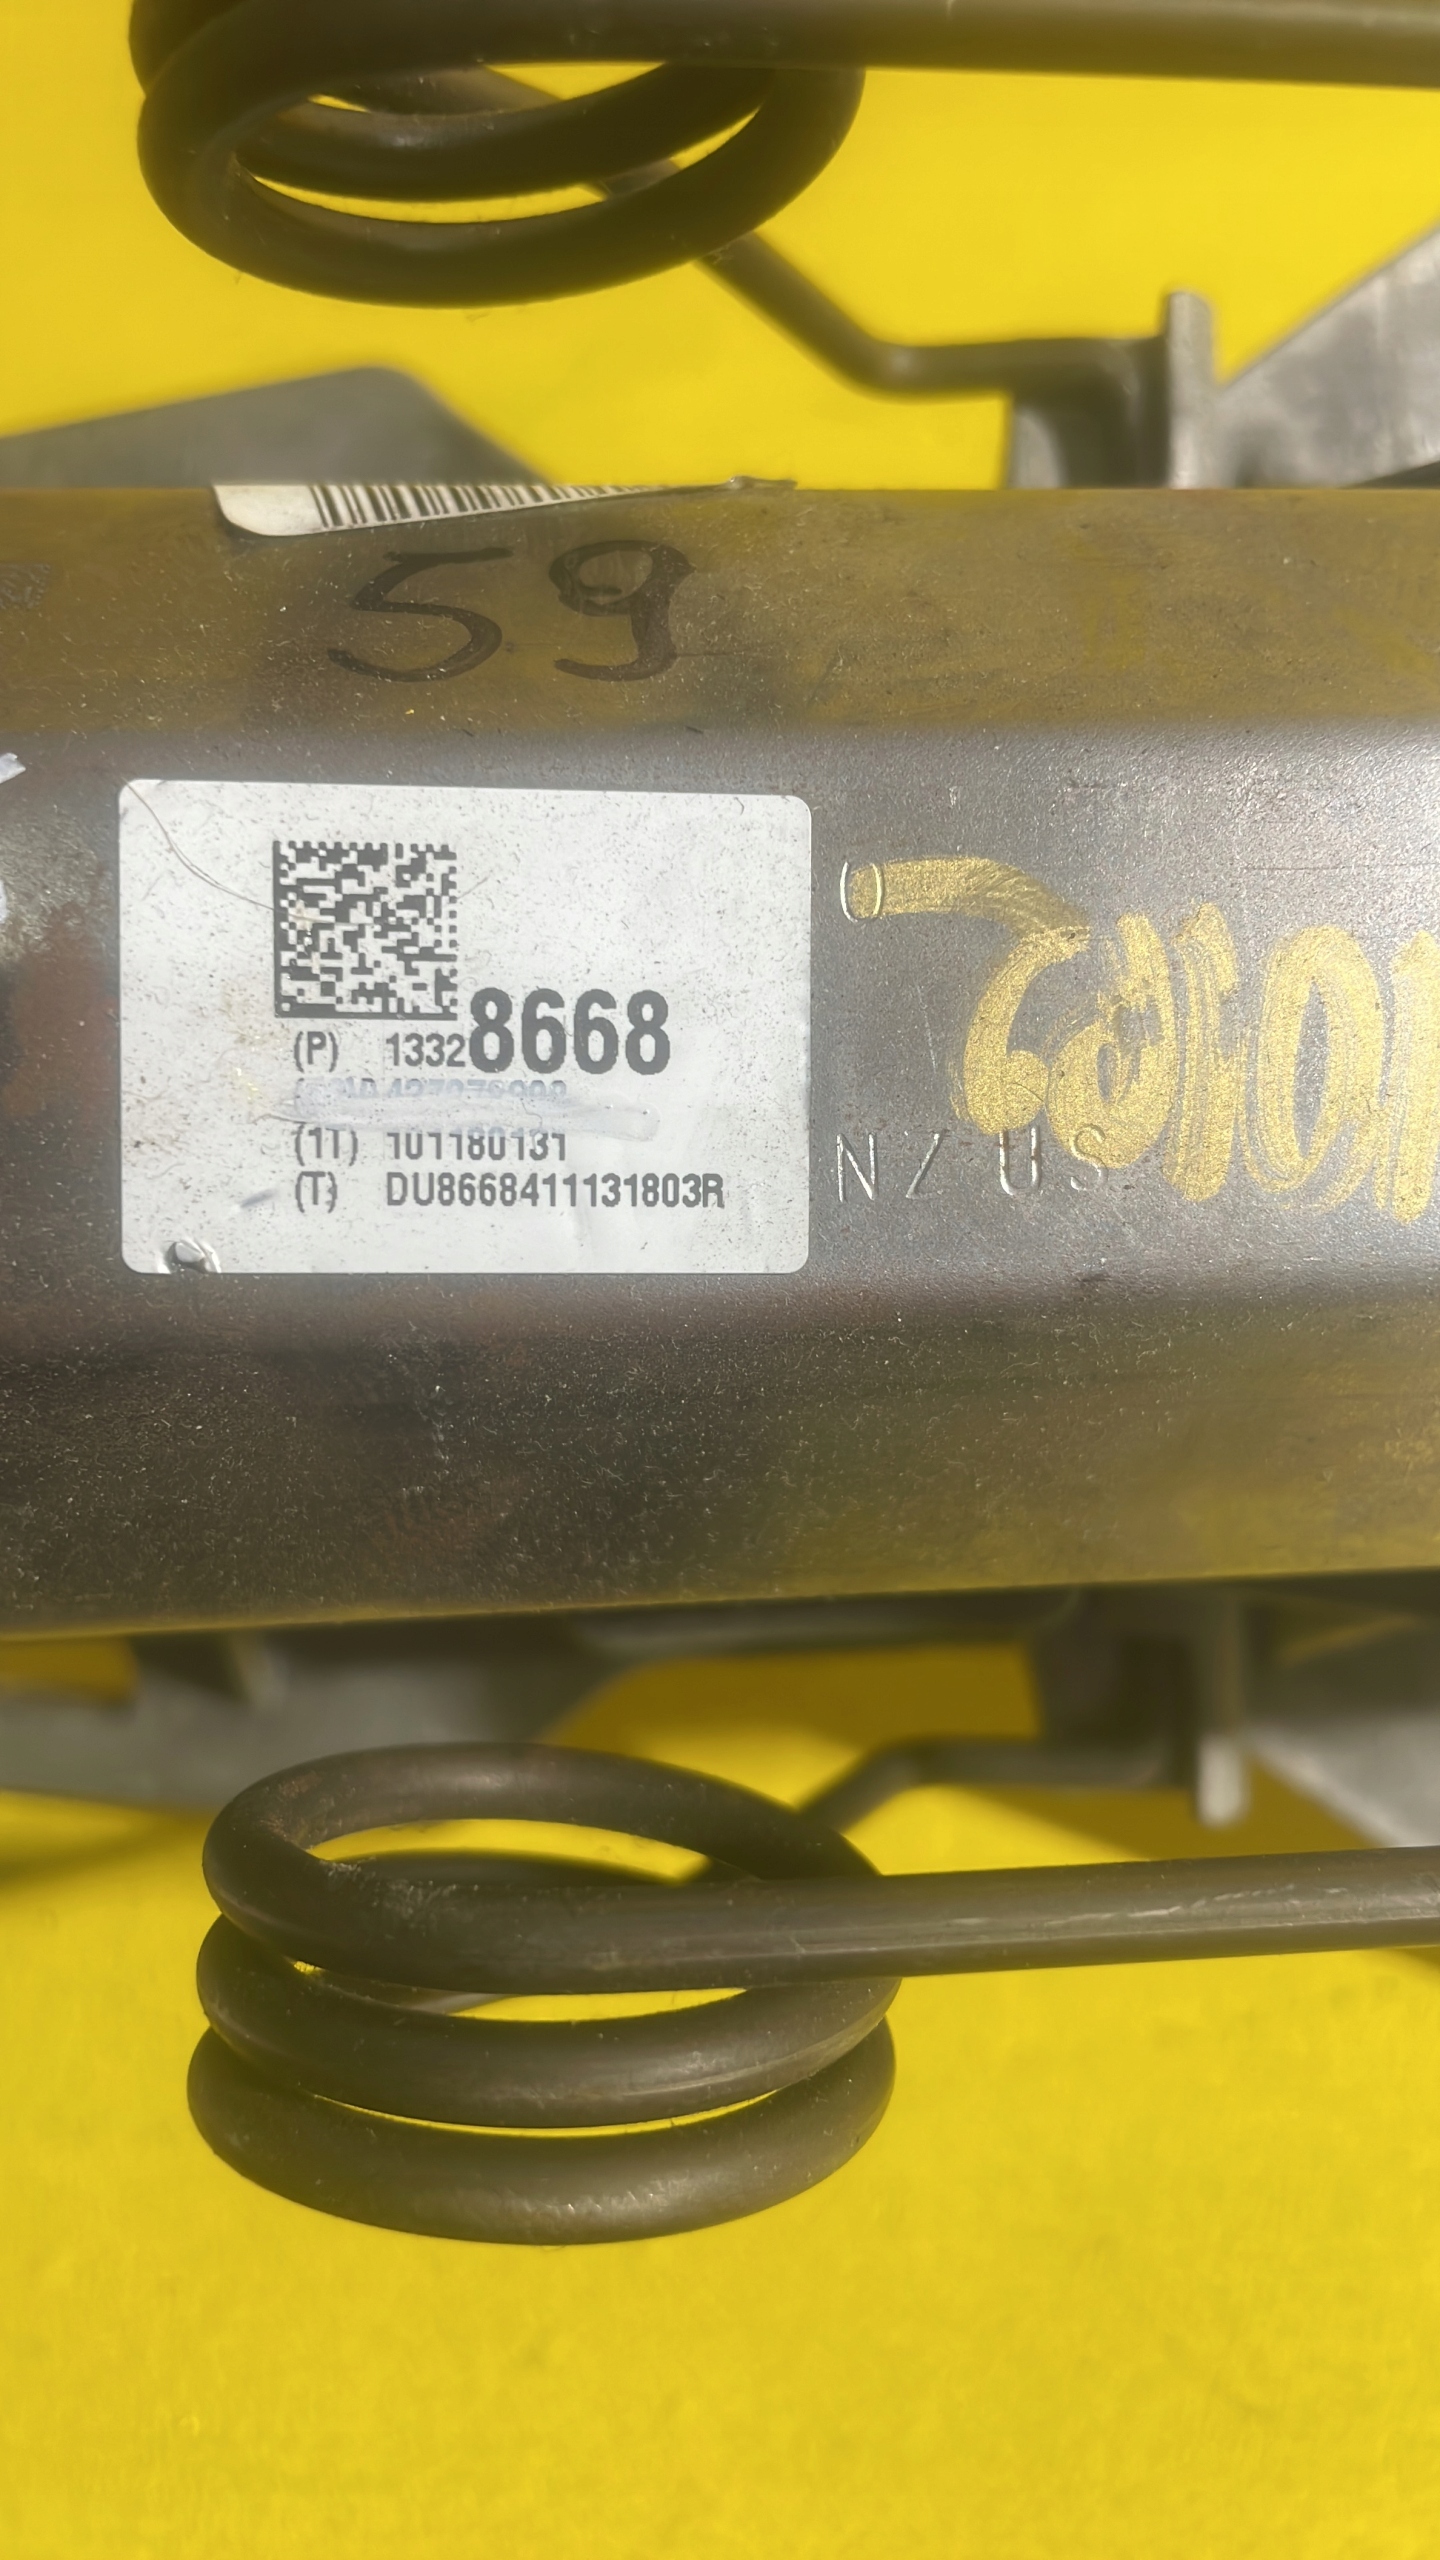 59
(P) 13328668
(1T) 101180131
(T) DU8668411131803R
U
NZUS